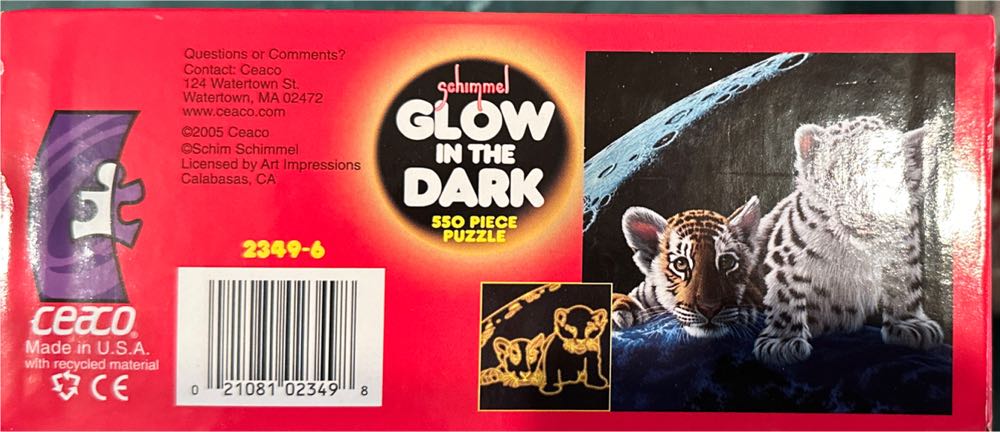 Questions or Comments?
Contact: Ceaco
124 Watertown St.
Watertown, MA 02472
www.ceaco.com
©2005 Ceaco
©Schim Schimmel
Licensed by Art Impressions
Calabasas, CA
2349-6
ceaco®
Made in U.S.A.
with recycled material
CE
0 21081 02349 8
schimmel
GLOW
IN THE
DARK
550 PIECE
PUZZLE